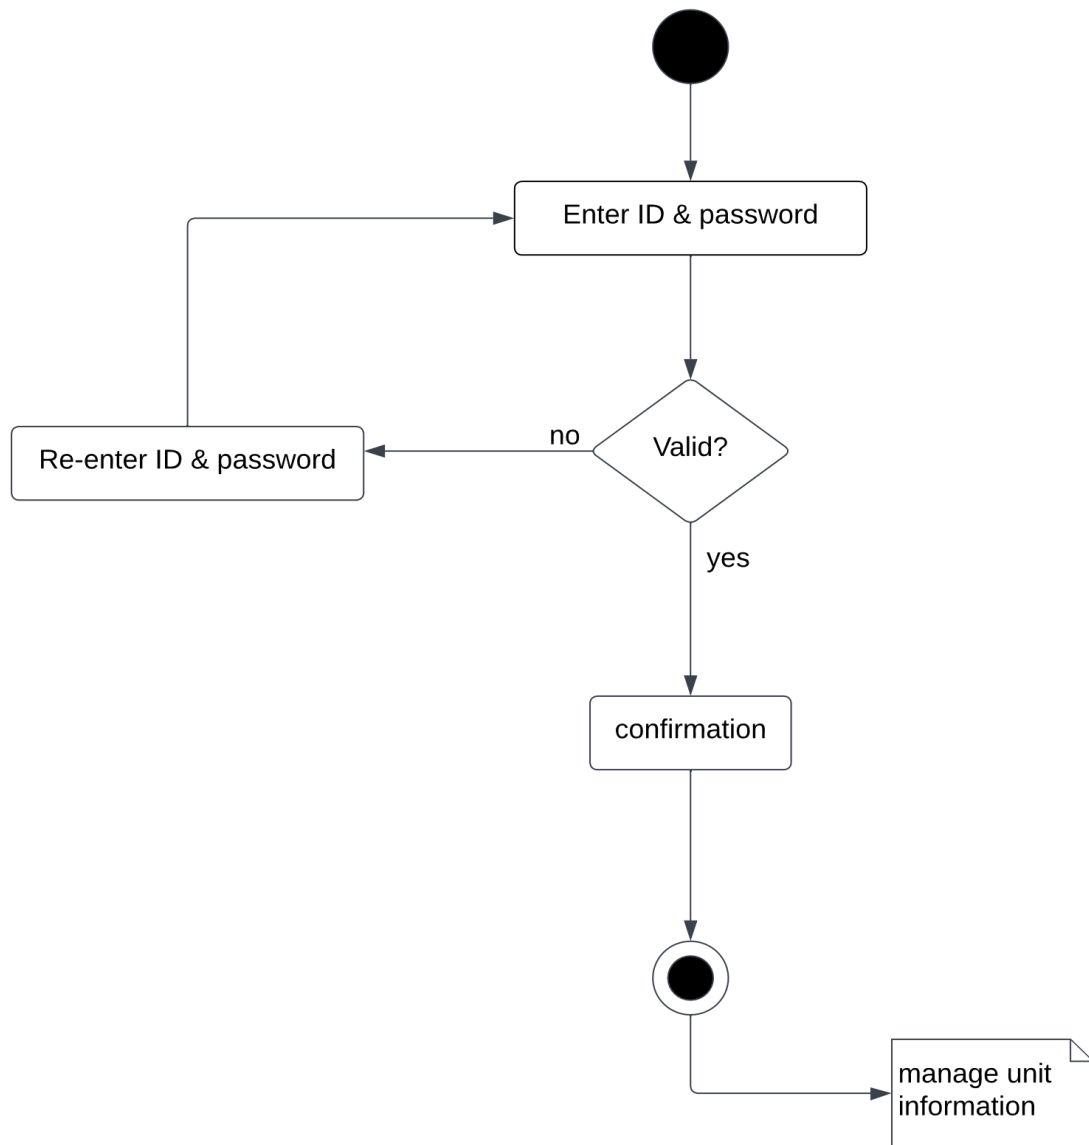 Enter ID & password
Valid?
no
Re-enter ID & password
yes
confirmation
manage unit
information